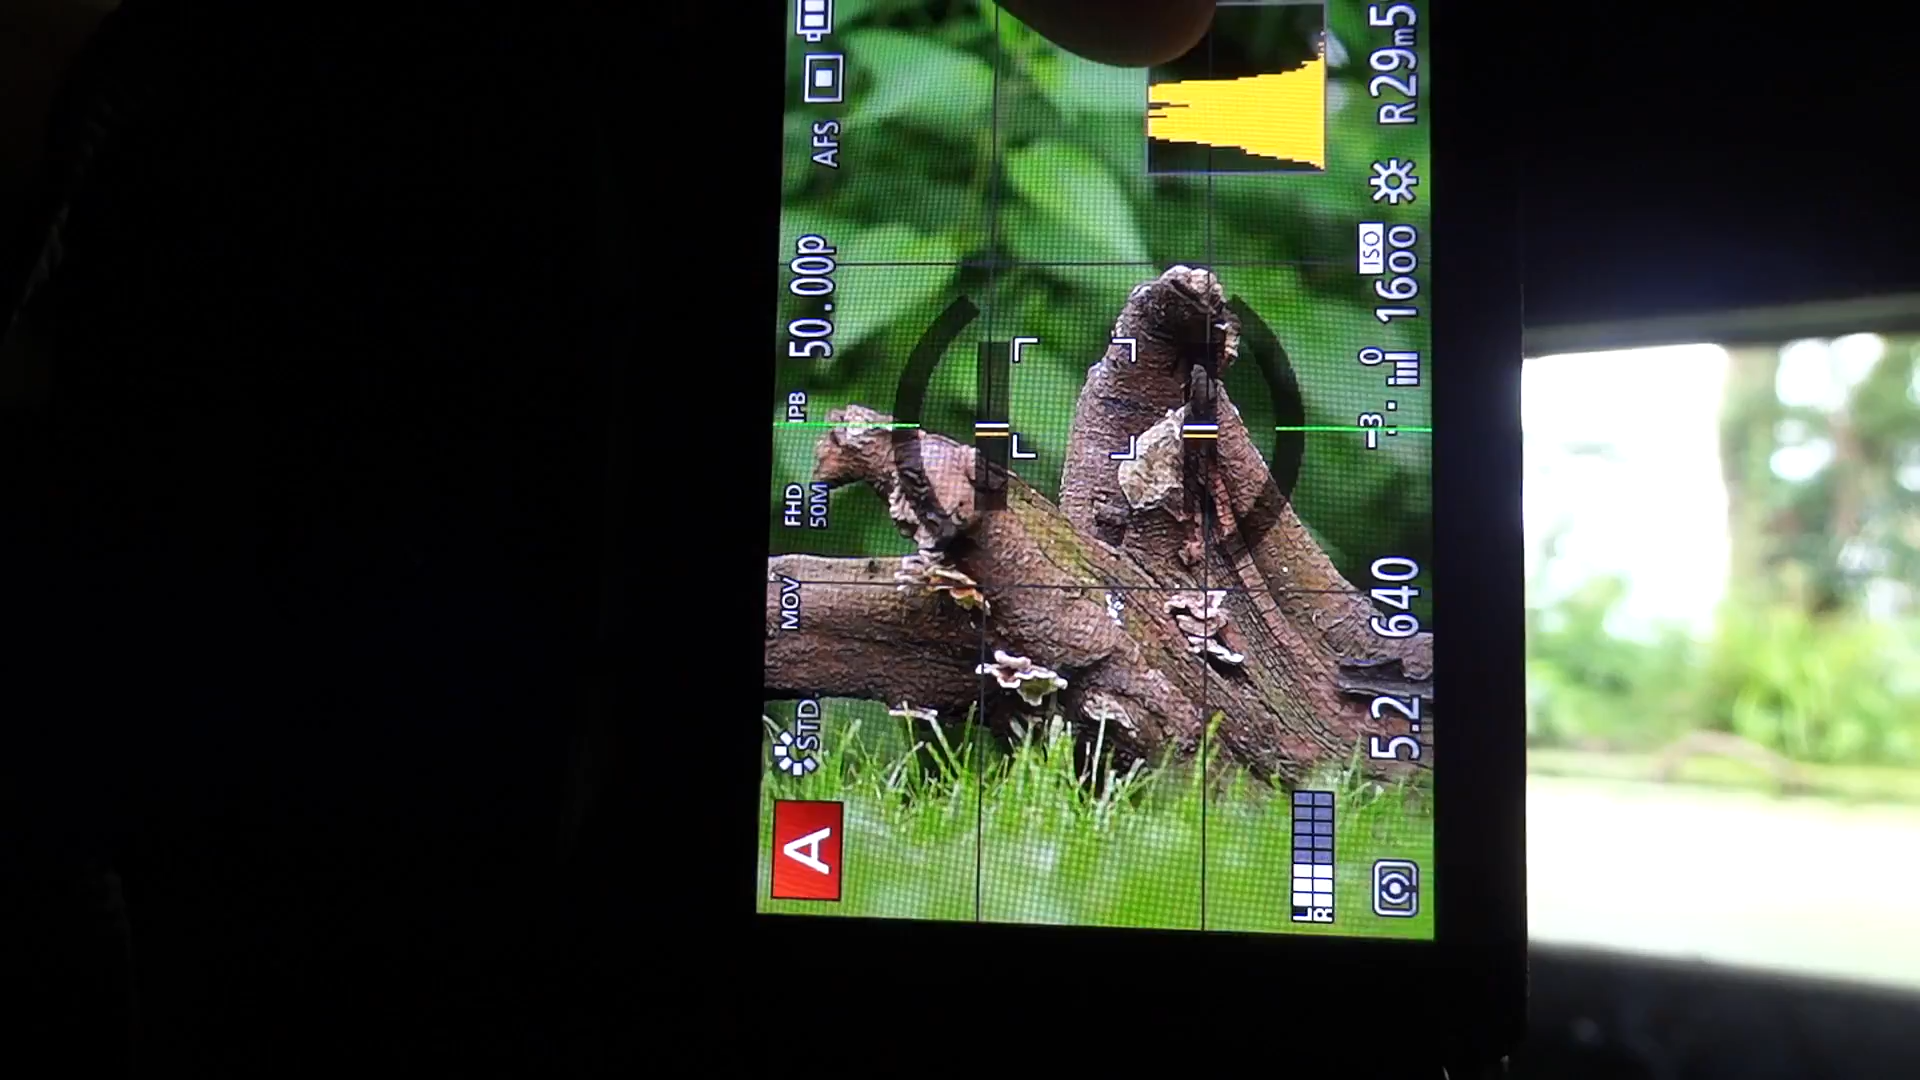 A STD. MOV FHD 50M IPB 50.00p AFS
L
R
5.2 640 -3 0 ISO 1600 R29m5